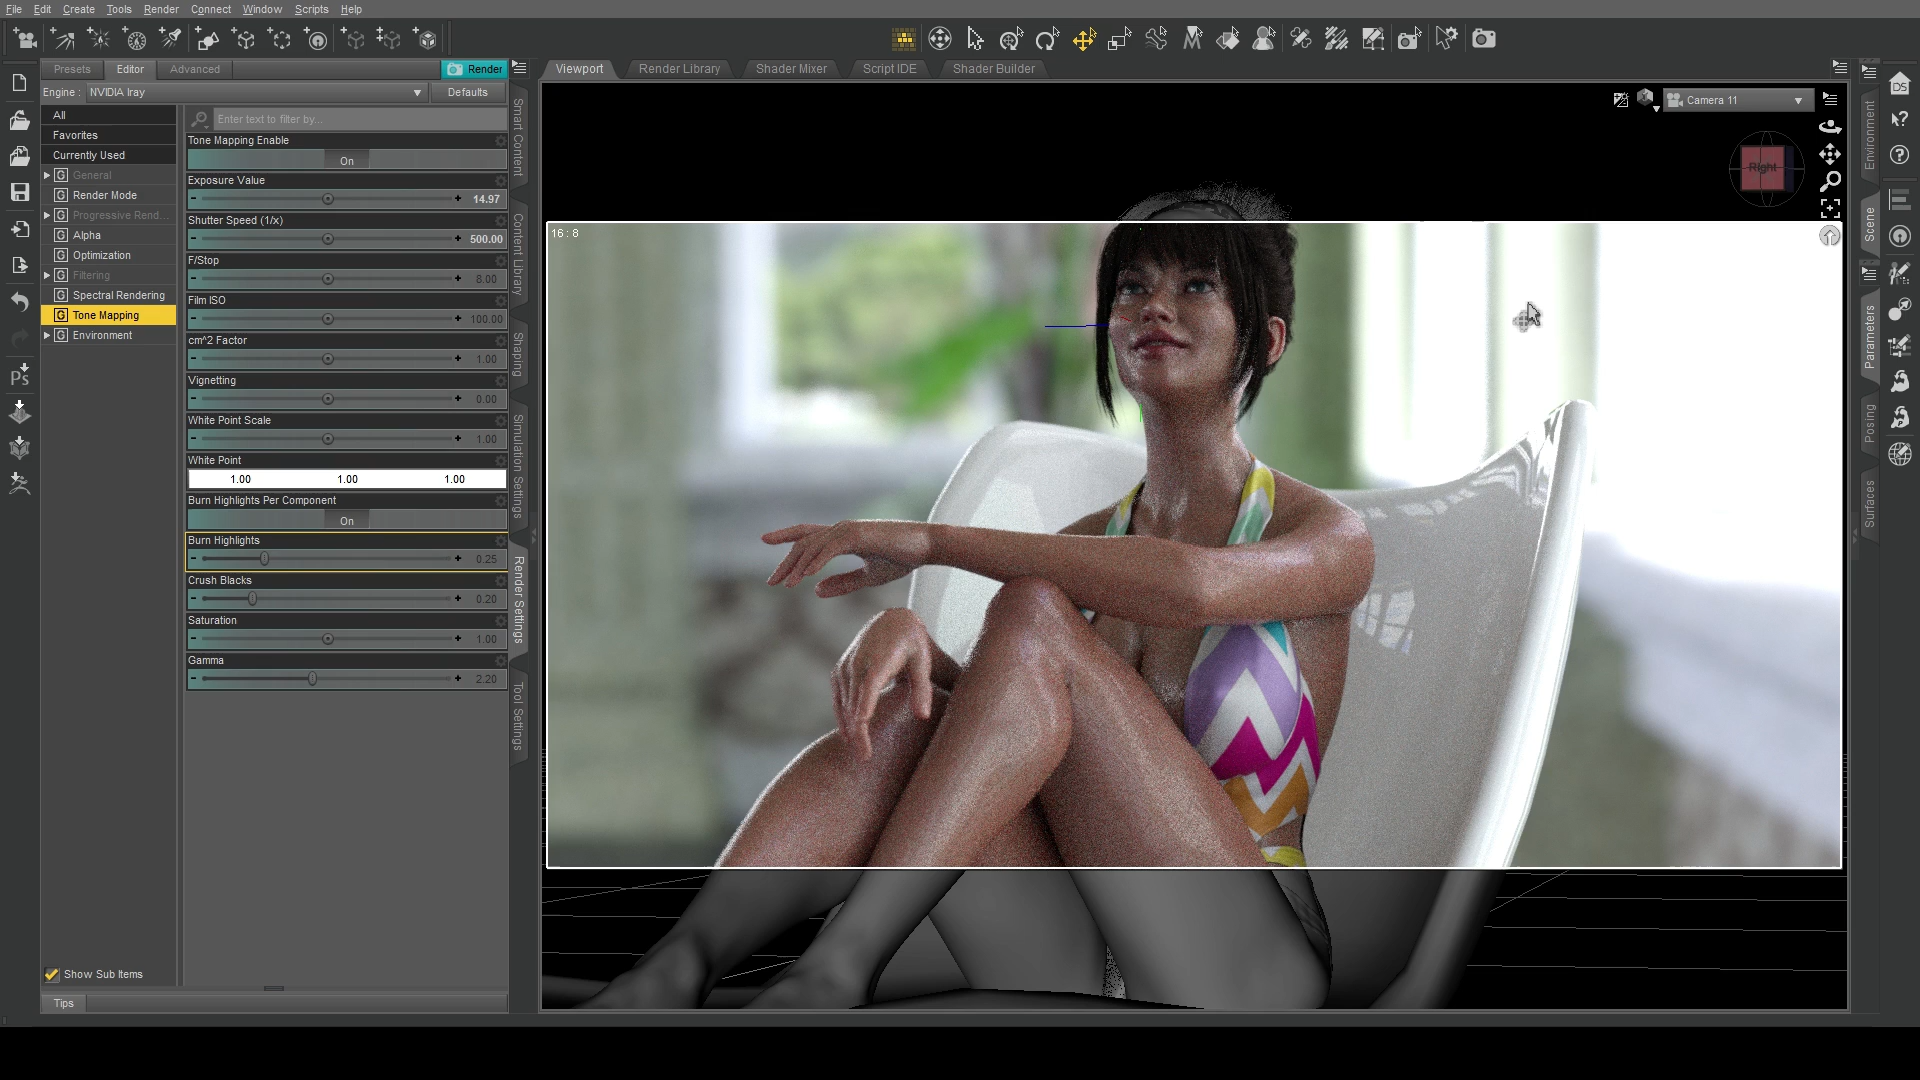 File Edit Create Tools Render Connect Window Scripts Help
Presets Editor Advanced Render
Viewport Render Library Shader Mixer Script IDE Shader Builder
Engine : NVIDIA Iray Defaults
Camera 11
All
Favorites
Currently Used
General
Render Mode
Progressive Rend...
Alpha
Optimization
Filtering
Spectral Rendering
Tone Mapping
Environment
Enter text to filter by...
Tone Mapping Enable
On
Exposure Value
14.97
Shutter Speed (1/x)
500.00
F/Stop
8.00
Film ISO
100.00
cm^2 Factor
1.00
Vignetting
0.00
White Point Scale
1.00
White Point
1.00 1.00 1.00
Burn Highlights Per Component
On
Burn Highlights
0.25
Crush Blacks
0.20
Saturation
1.00
Gamma
2.20
Show Sub Items
Tips
Smart Content
Content Library
Shaping
Simulation Settings
Render Settings
Tool Settings
16 : 8
Right
Environment
Scene
Parameters
Posing
Surfaces
DS
Ps